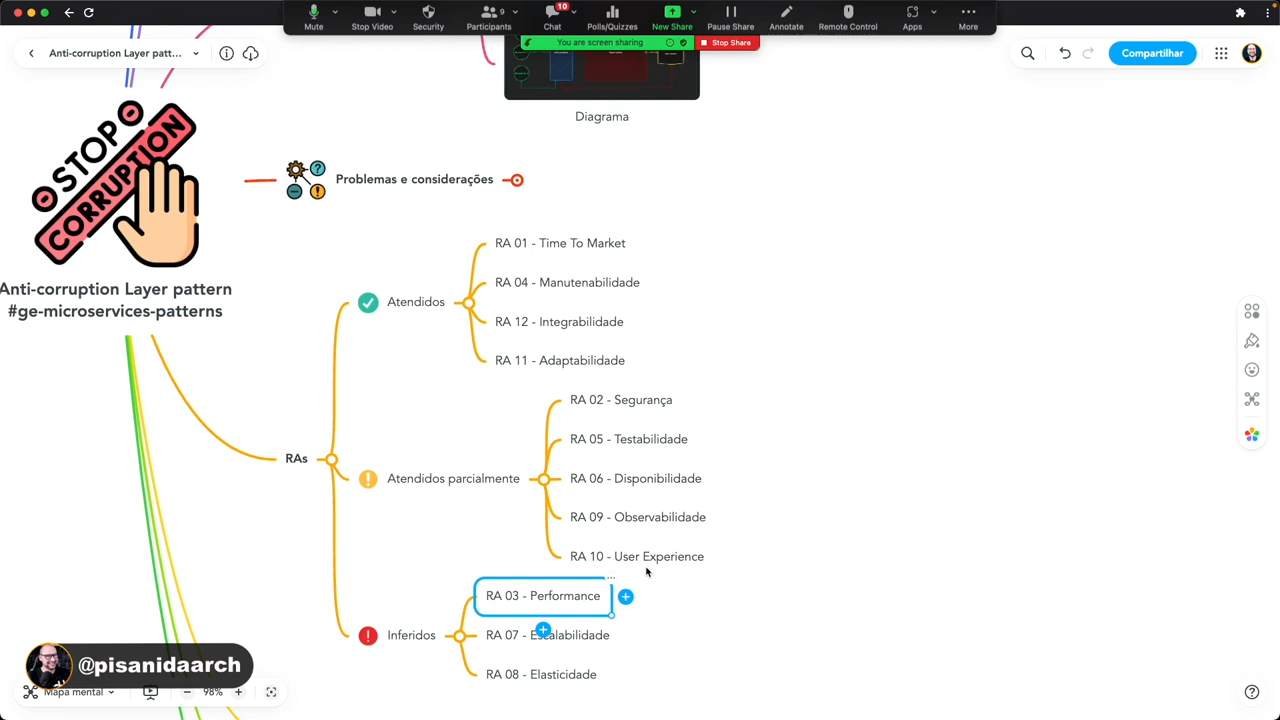 Mute
Stop Video
Security
9
Participants
10
Chat
Polls/Quizzes
New Share
Pause Share
Annotate
Remote Control
Apps
More
You are screen sharing
Stop Share
Anti-corruption Layer patt...
Compartilhar
Diagrama
STOP
CORRUPTION
Anti-corruption Layer pattern
#ge-microservices-patterns
Problemas e considerações
RAs
Atendidos
RA 01 - Time To Market
RA 04 - Manutenabilidade
RA 12 - Integrabilidade
RA 11 - Adaptabilidade
Atendidos parcialmente
RA 02 - Segurança
RA 05 - Testabilidade
RA 06 - Disponibilidade
RA 09 - Observabilidade
RA 10 - User Experience
Inferidos
RA 03 - Performance
RA 07 - Escalabilidade
RA 08 - Elasticidade
@pisanidaarch
Mapa mental
98%